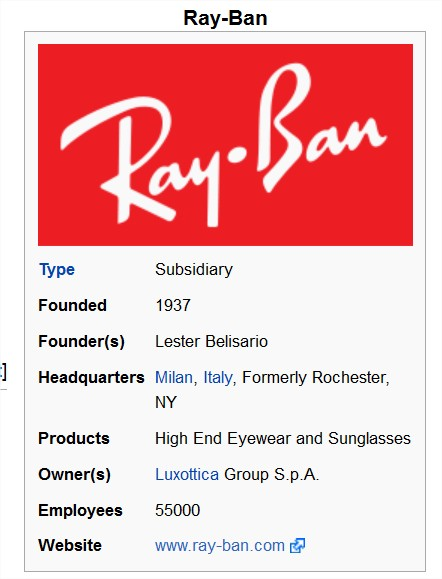 Ray-Ban
Ray-Ban
Type Subsidiary
Founded 1937
Founder(s) Lester Belisario
Headquarters Milan, Italy, Formerly Rochester,
NY
Products High End Eyewear and Sunglasses
Owner(s) Luxottica Group S.p.A.
Employees 55000
Website www.ray-ban.com
]